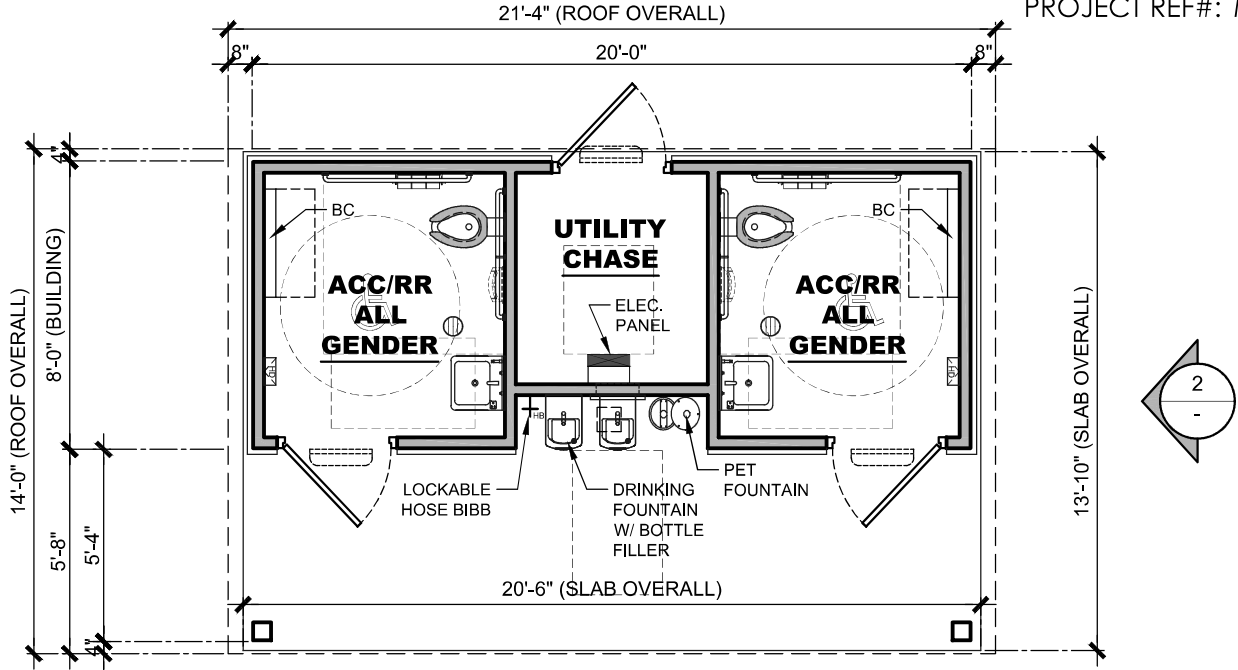 PROJECT REF#:
21'-4" (ROOF OVERALL)
8"
20'-0"
8"
14'-0" (ROOF OVERALL)
4"
8'-0" (BUILDING)
5'-8"
5'-4"
4"
13'-10" (SLAB OVERALL)
BC
ACC/RR
ALL
GENDER
UTILITY
CHASE
ELEC.
PANEL
BC
ACC/RR
ALL
GENDER
2
-
HB
LOCKABLE
HOSE BIBB
DRINKING
FOUNTAIN
W/ BOTTLE
FILLER
PET
FOUNTAIN
20'-6" (SLAB OVERALL)